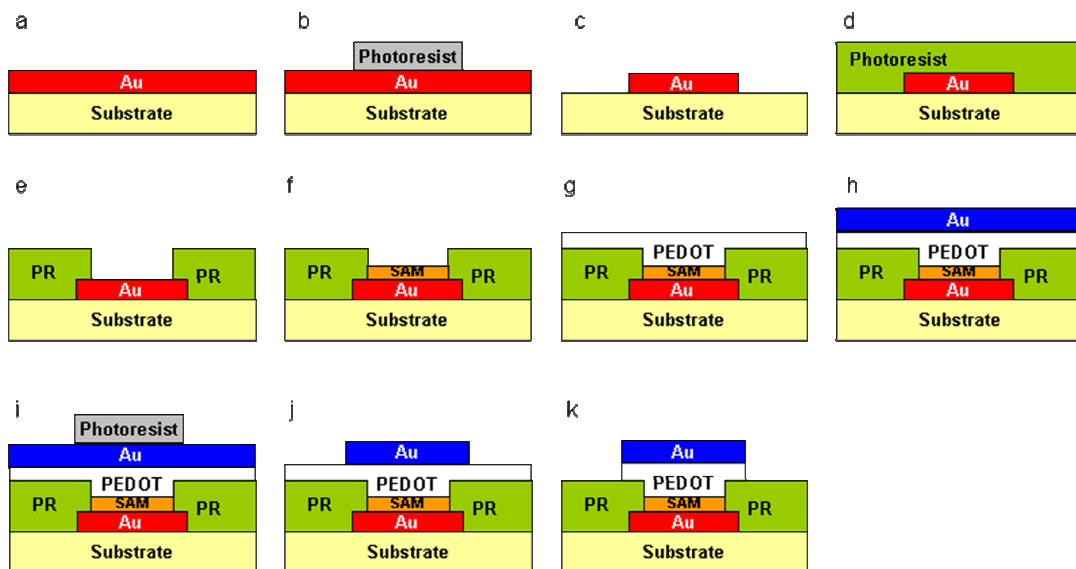 a
b
c
d
Au
Substrate
Photoresist
Au
Substrate
Au
Substrate
Photoresist
Au
Substrate
e
f
g
h
PR
PR
Au
Substrate
PR
SAM
PR
Au
Substrate
PEDOT
SAM
PR
PR
Au
Substrate
Au
PEDOT
SAM
PR
PR
Au
Substrate
i
j
k
Photoresist
Au
PEDOT
SAM
PR
PR
Au
Substrate
Au
PEDOT
SAM
PR
PR
Au
Substrate
Au
PEDOT
SAM
PR
PR
Au
Substrate